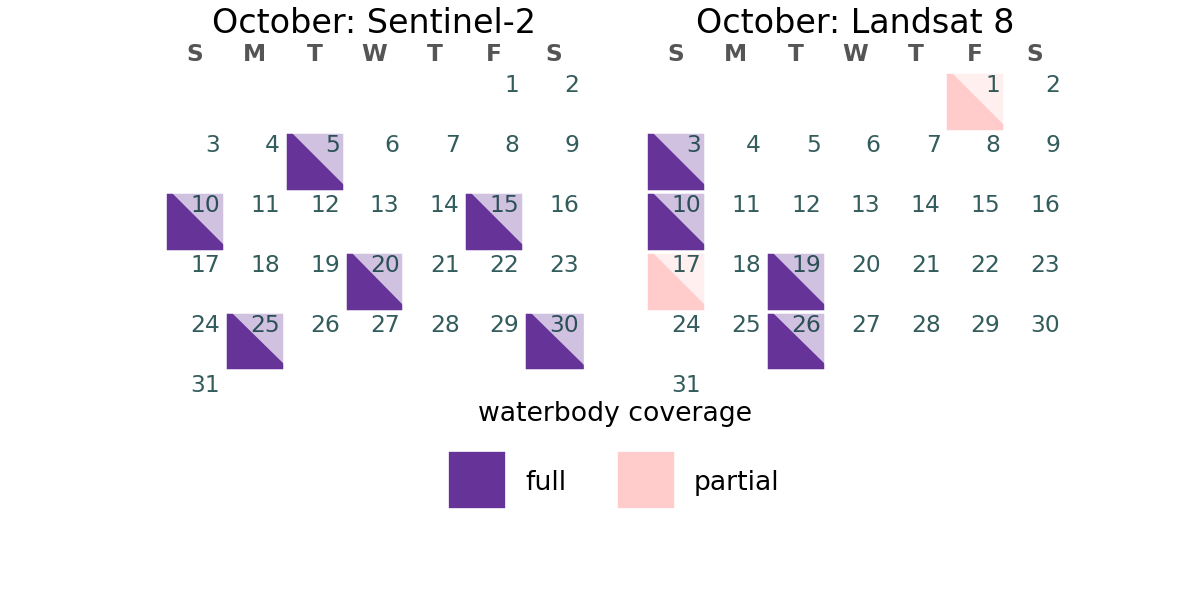 October: Sentinel-2
S M T W T F S
1 2
3 4 5 6 7 8 9
10 11 12 13 14 15 16
17 18 19 20 21 22 23
24 25 26 27 28 29 30
31
October: Landsat 8
S M T W T F S
1 2
3 4 5 6 7 8 9
10 11 12 13 14 15 16
17 18 19 20 21 22 23
24 25 26 27 28 29 30
31
waterbody coverage
full
partial